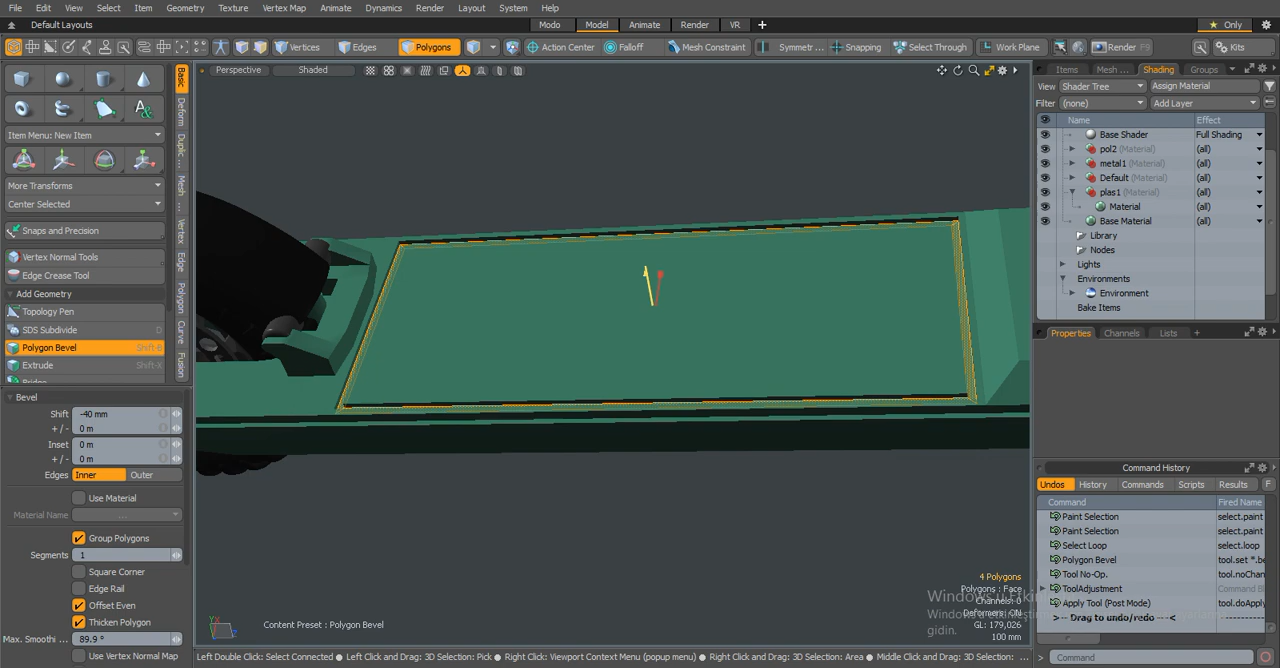 File Edit View Select Item Geometry Texture Vertex Map Animate Dynamics Render Layout System Help
Default Layouts Modo Model Animate Render VR Only
Vertices Edges Polygons Action Center Falloff Mesh Constraint Symmetr ... Snapping Select Through Work Plane Render F9 Kits
Perspective Shaded
Basic
Deform
Duplic ...
Mesh ...
Vertex
Edge
Polygon
Curve
Fusion
Item Menu: New Item
More Transforms
Center Selected
Snaps and Precision
Vertex Normal Tools
Edge Crease Tool
Add Geometry
Topology Pen
SDS Subdivide D
Polygon Bevel Shift-B
Extrude Shift-X
Bevel
Shift -40 mm
+ / - 0 m
Inset 0 m
+ / - 0 m
Edges Inner Outer
Use Material
Material Name ...
Group Polygons
Segments 1
Square Corner
Edge Rail
Offset Even
Thicken Polygon
Max. Smoothi ... 89.9 °
Use Vertex Normal Map
Content Preset : Polygon Bevel
4 Polygons
Polygons : Face
Channels: 0
Deformers: ON
GL: 179,026
100 mm
gidin.
Left Double Click: Select Connected ● Left Click and Drag: 3D Selection: Pick ● Right Click: Viewport Context Menu (popup menu) ● Right Click and Drag: 3D Selection: Area ● Middle Click and Drag: 3D Selection: ...
Items Mesh ... Shading Groups
View Shader Tree Assign Material
Filter (none) Add Layer
Name Effect
Base Shader Full Shading
pol2 (Material) (all)
metal1 (Material) (all)
Default (Material) (all)
plas1 (Material) (all)
Material (all)
Base Material (all)
Library
Nodes
Lights
Environments
Environment
Bake Items
Properties Channels Lists +
Command History
Undos History Commands Scripts Results F
Command Fired Name
Paint Selection select.paint
Paint Selection select.paint
Select Loop select.loop
Polygon Bevel tool.set *.be
Tool No-Op. tool.noChan
ToolAdjustment
Apply Tool (Post Mode) tool.doApply
>-- Drag to undo/redo ---<
Command